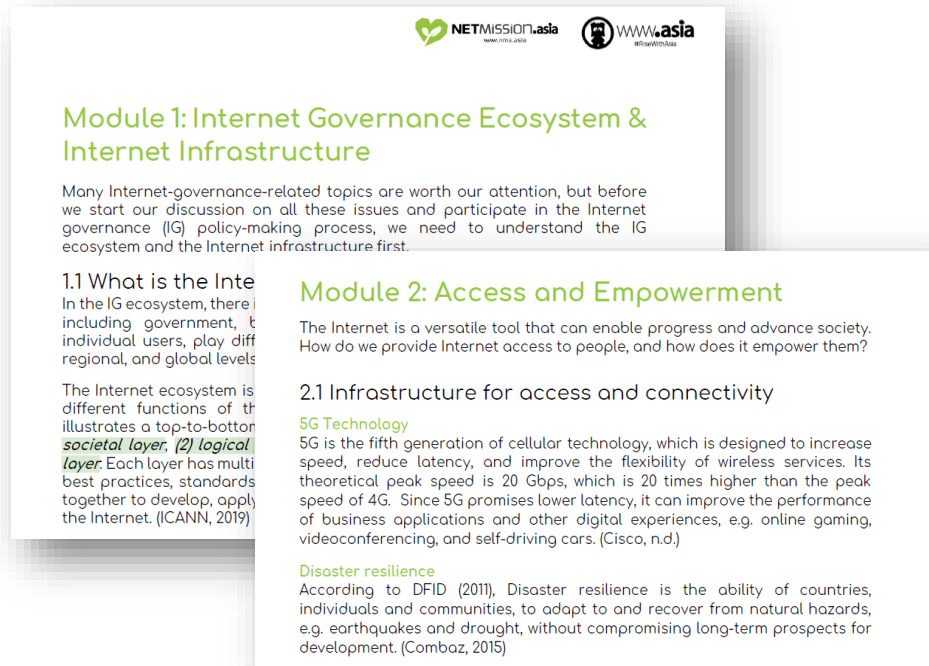 NETMISSION.asia
www.nma.asia
WWW.asia
#RiseWithAsia
Module 1: Internet Governance Ecosystem &
Internet Infrastructure
Many Internet-governance-related topics are worth our attention, but before
we start our discussion on all these issues and participate in the Internet
governance (IG) policy-making process, we need to understand the IG
ecosystem and the Internet infrastructure first.
1.1 What is the Inte
In the IG ecosystem, there i
including government, b
individual users, play diff
regional, and global levels
The Internet ecosystem is
different functions of th
illustrates a top-to-bottom
societal layer, (2) logical
layer. Each layer has multi
best practices, standards
together to develop, apply
the Internet. (ICANN, 2019)
Module 2: Access and Empowerment
The Internet is a versatile tool that can enable progress and advance society.
How do we provide Internet access to people, and how does it empower them?
2.1 Infrastructure for access and connectivity
5G Technology
5G is the fifth generation of cellular technology, which is designed to increase
speed, reduce latency, and improve the flexibility of wireless services. Its
theoretical peak speed is 20 Gbps, which is 20 times higher than the peak
speed of 4G. Since 5G promises lower latency, it can improve the performance
of business applications and other digital experiences, e.g. online gaming,
videoconferencing, and self-driving cars. (Cisco, n.d.)
Disaster resilience
According to DFID (2011), Disaster resilience is the ability of countries,
individuals and communities, to adapt to and recover from natural hazards,
e.g. earthquakes and drought, without compromising long-term prospects for
development. (Combaz, 2015)